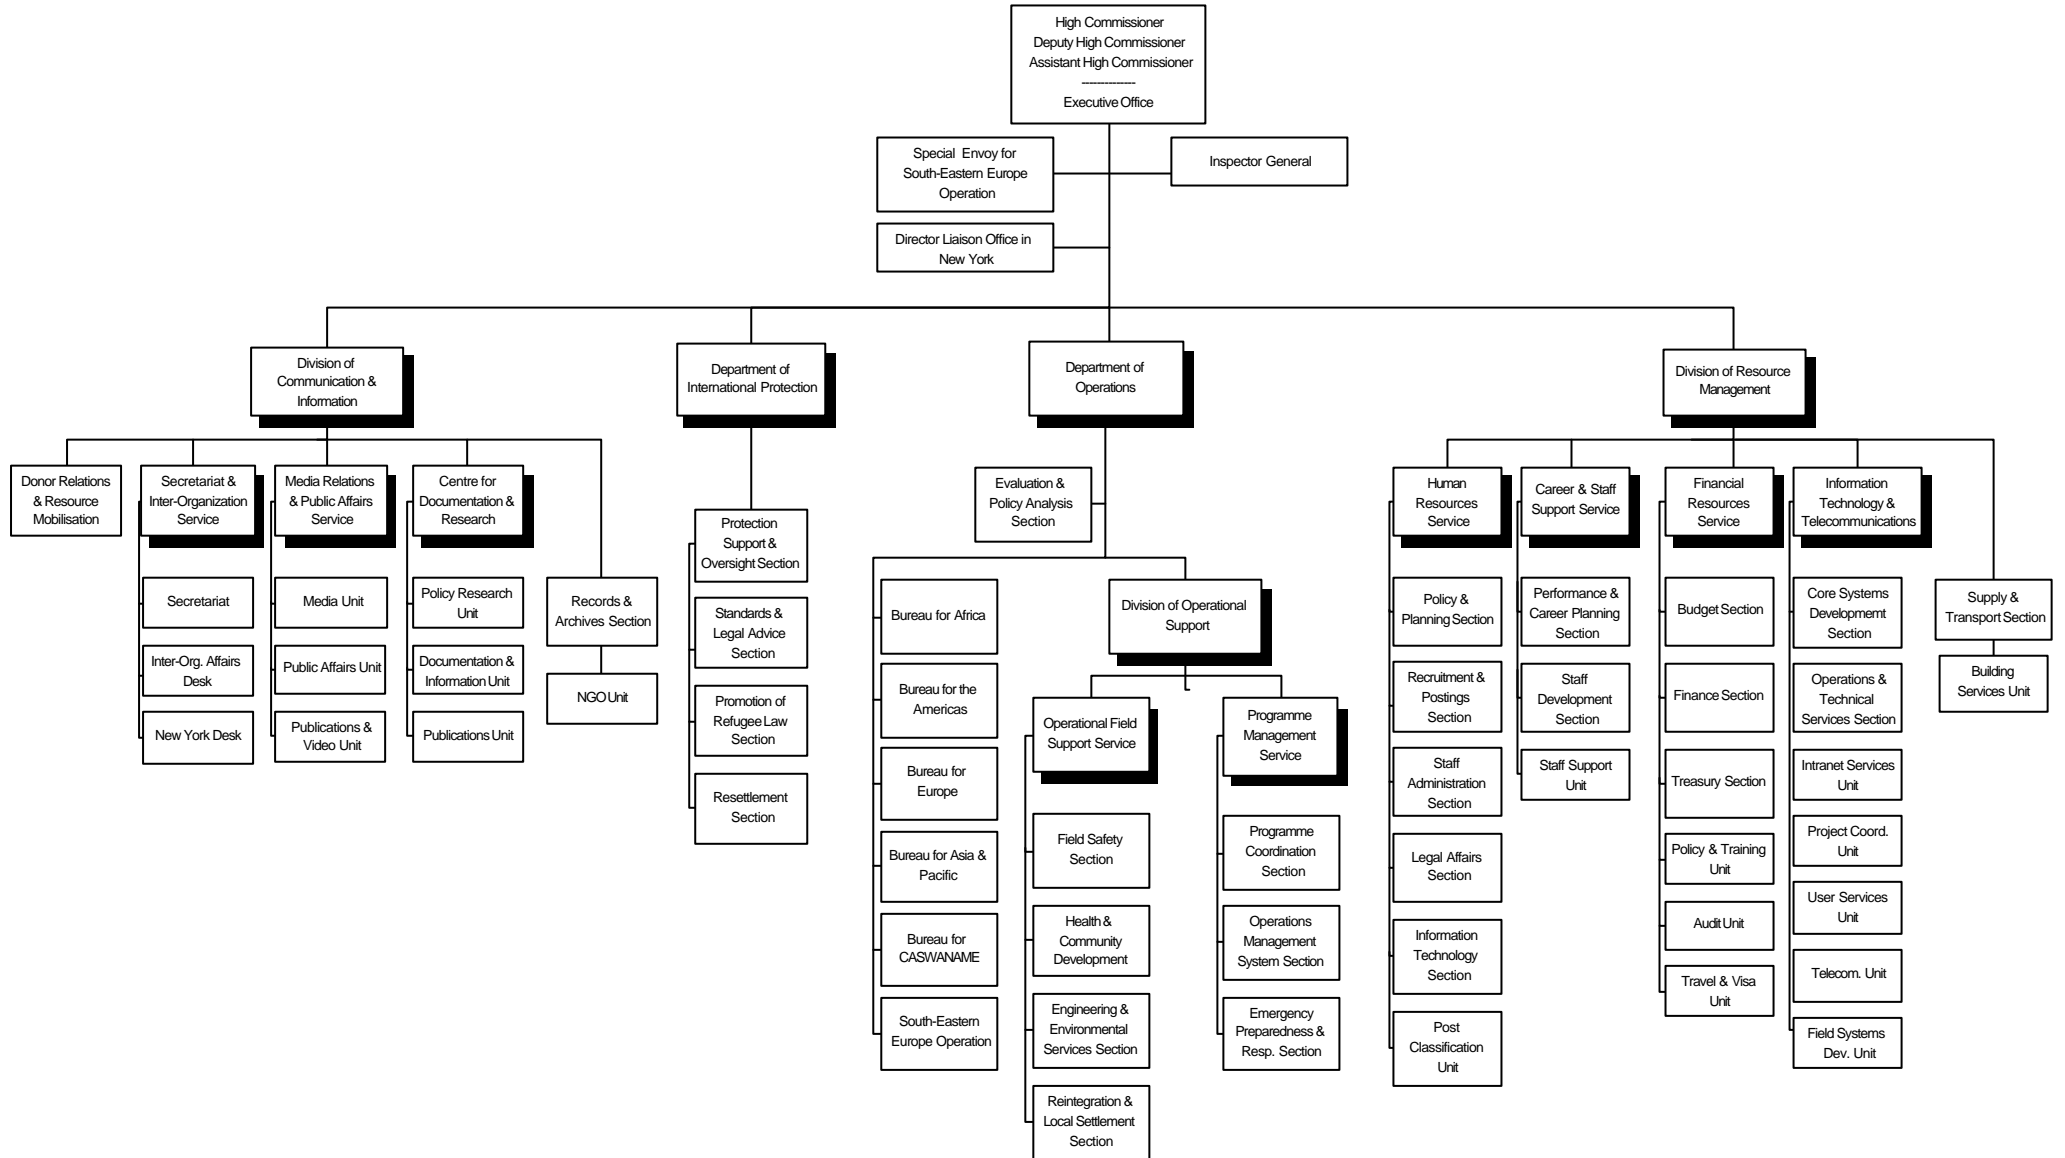 High Commissioner
Deputy High Commissioner
Assistant High Commissioner
--------------
Executive Office
Special Envoy for
South-Eastern Europe
Operation
Inspector General
Director Liaison Office in
New York
Division of
Communication &
Information
Department of
International Protection
Department of
Operations
Division of Resource
Management
Donor Relations
& Resource
Mobilisation
Secretariat &
Inter-Organization
Service
Secretariat
Inter-Org. Affairs
Desk
New York Desk
Media Relations
& Public Affairs
Service
Media Unit
Public Affairs Unit
Publications &
Video Unit
Centre for
Documentation &
Research
Policy Research
Unit
Documentation &
Information Unit
Publications Unit
Records &
Archives Section
NGO Unit
Protection
Support &
Oversight Section
Standards &
Legal Advice
Section
Promotion of
Refugee Law
Section
Resettlement
Section
Evaluation &
Policy Analysis
Section
Bureau for Africa
Bureau for the
Americas
Bureau for
Europe
Bureau for Asia &
Pacific
Bureau for
CASWANAME
South-Eastern
Europe Operation
Division of Operational
Support
Operational Field
Support Service
Field Safety
Section
Health &
Community
Development
Engineering &
Environmental
Services Section
Reintegration &
Local Settlement
Section
Programme
Management
Service
Programme
Coordination
Section
Operations
Management
System Section
Emergency
Preparedness &
Resp. Section
Human
Resources
Service
Policy &
Planning Section
Recruitment &
Postings
Section
Staff
Administration
Section
Legal Affairs
Section
Information
Technology
Section
Post
Classification
Unit
Career & Staff
Support Service
Performance &
Career Planning
Section
Staff
Development
Section
Staff Support
Unit
Financial
Resources
Service
Budget Section
Finance Section
Treasury Section
Policy & Training
Unit
Audit Unit
Travel & Visa
Unit
Information
Technology &
Telecommunications
Core Systems
Developemt
Section
Operations &
Technical
Services Section
Intranet Services
Unit
Project Coord.
Unit
User Services
Unit
Telecom. Unit
Field Systems
Dev. Unit
Supply &
Transport Section
Building
Services Unit